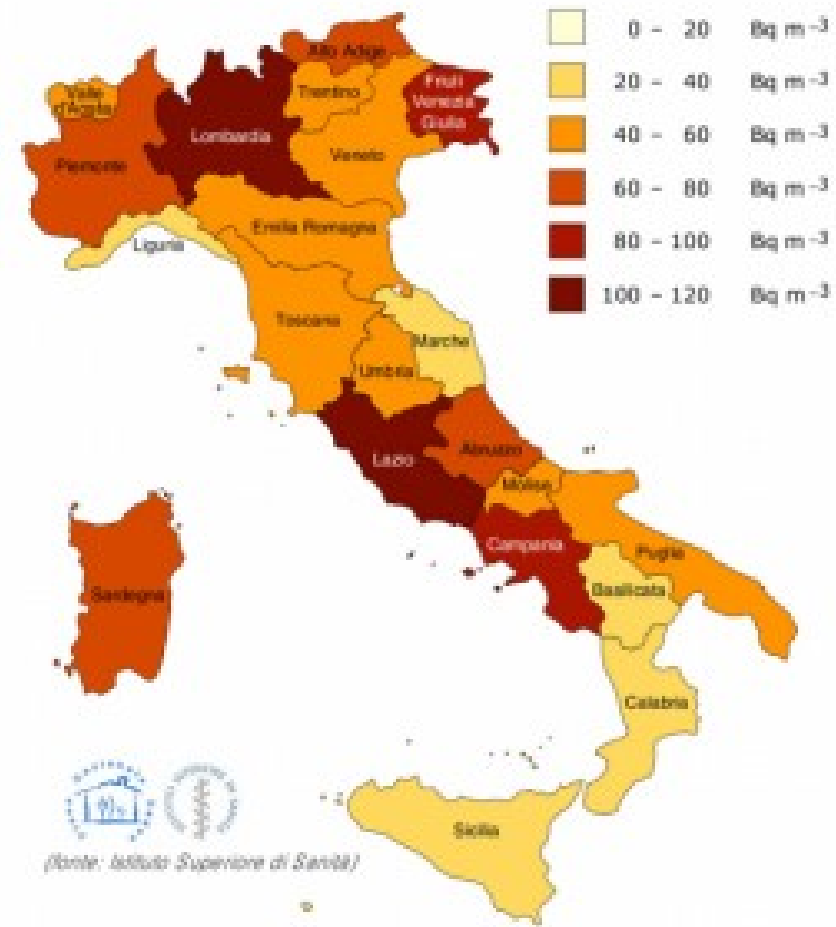 0 - 20 Bq m-3
20 - 40 Bq m-3
40 - 60 Bq m-3
60 - 80 Bq m-3
80 - 100 Bq m-3
100 - 120 Bq m-3
Alto Adige
Friuli
Venezia
Giulia
Valle
d'Aosta
Trentino
Lombardia
Veneto
Piemonte
Emilia Romagna
Liguria
Toscana
Marche
Umbria
Abruzzo
Lazio
Molise
Campania
Puglia
Basilicata
Sardegna
Calabria
Sicilia
(fonte: Istituto Superiore di Sanità)